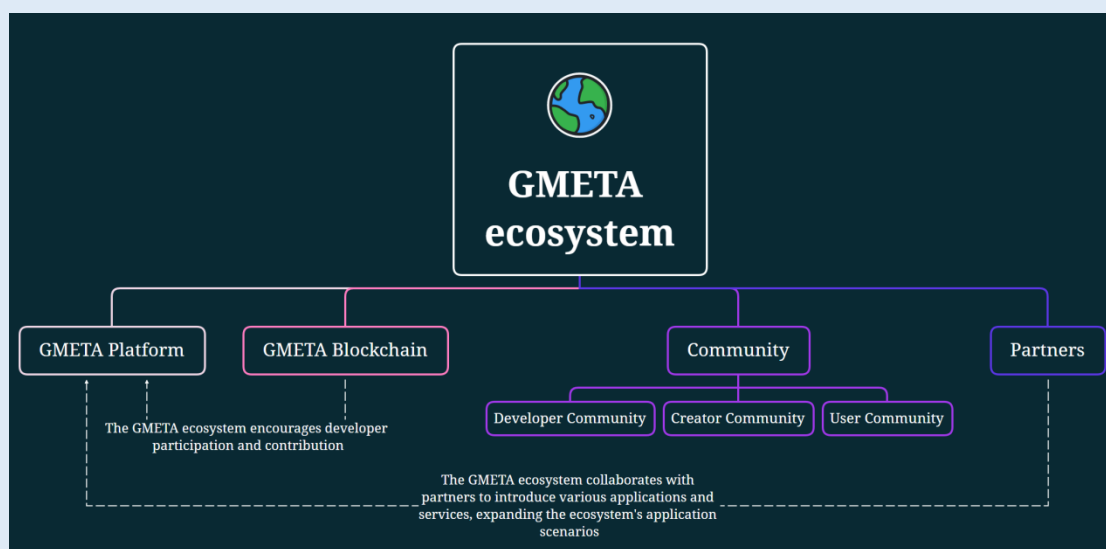 GMETA
ecosystem
GMETA Platform
GMETA Blockchain
Community
Partners
Developer Community
Creator Community
User Community
The GMETA ecosystem encourages developer
participation and contribution
The GMETA ecosystem collaborates with
partners to introduce various applications and
services, expanding the ecosystem's application
scenarios